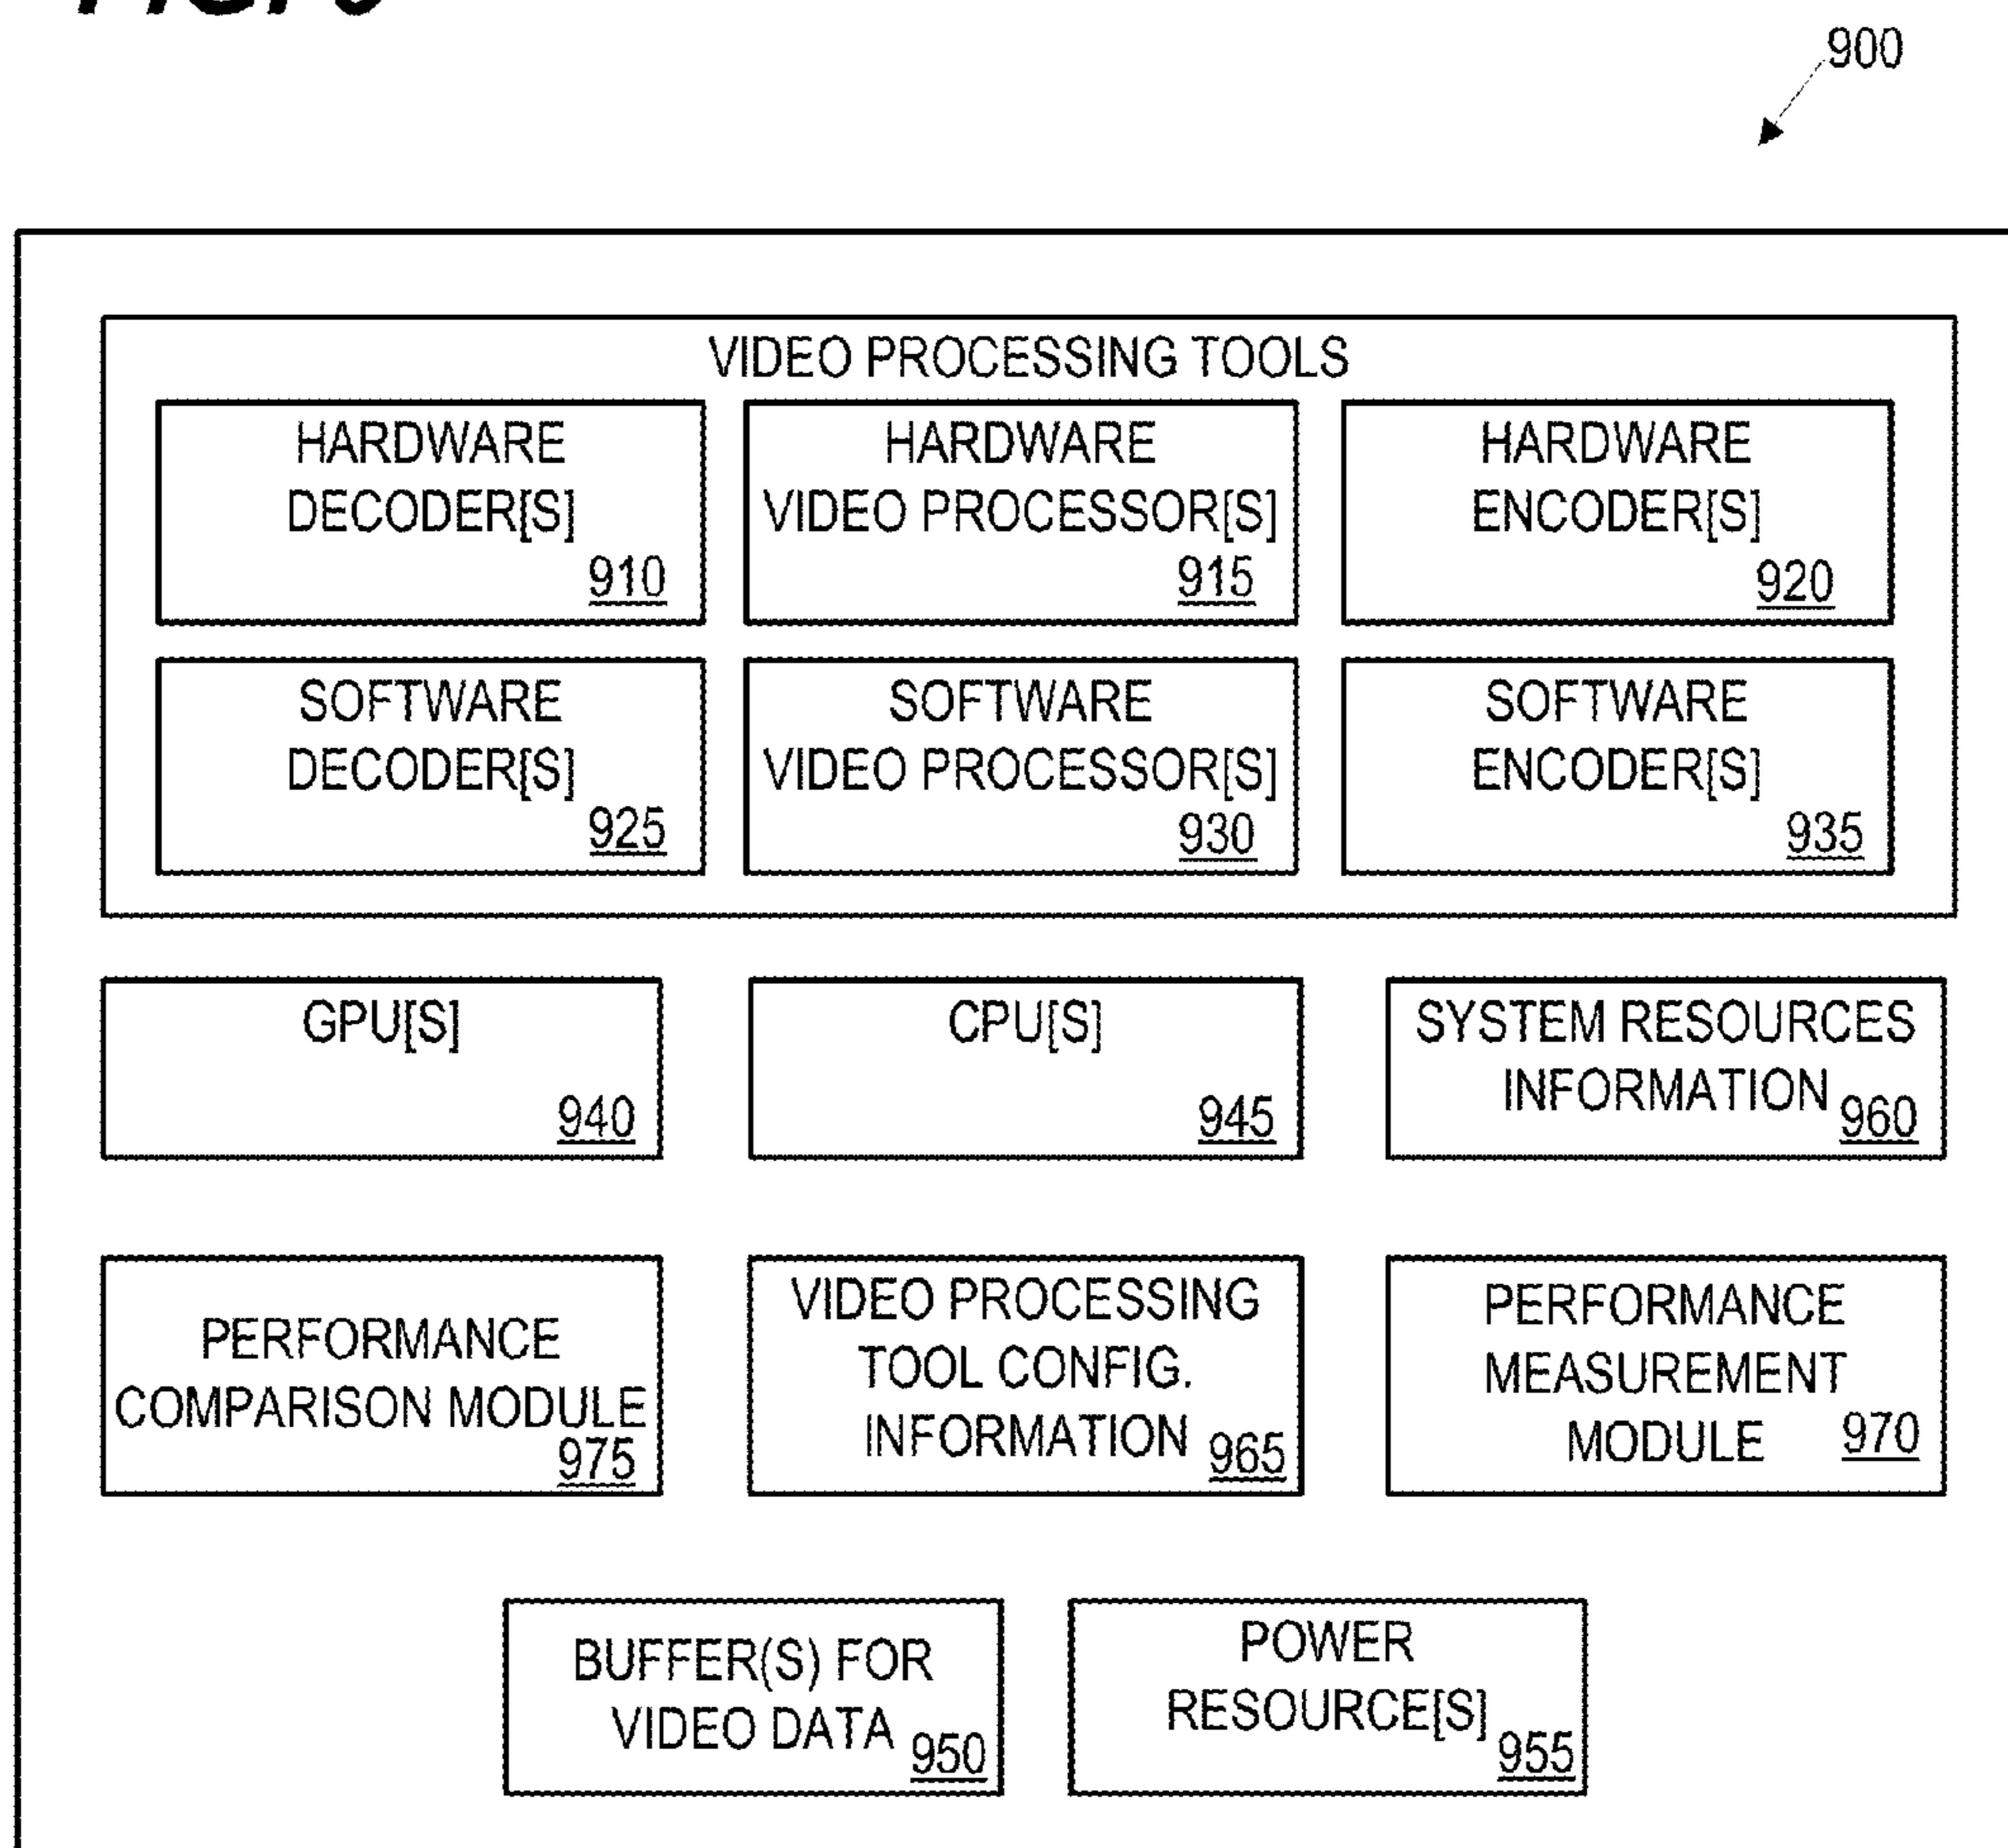 900
VIDEO PROCESSING TOOLS
HARDWARE
DECODER[S]
910
HARDWARE
VIDEO PROCESSOR[S]
915
HARDWARE
ENCODER[S]
920
SOFTWARE
DECODER[S]
925
SOFTWARE
VIDEO PROCESSOR[S]
930
SOFTWARE
ENCODER[S]
935
GPU[S]
940
CPU[S]
945
SYSTEM RESOURCES
INFORMATION 960
PERFORMANCE
COMPARISON MODULE
975
VIDEO PROCESSING
TOOL CONFIG.
INFORMATION 965
PERFORMANCE
MEASUREMENT
MODULE 970
BUFFER(S) FOR
VIDEO DATA 950
POWER
RESOURCE[S] 955